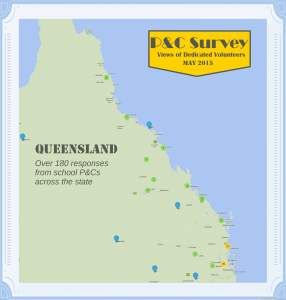 P&C Survey
Views of Dedicated Volunteers
MAY 2015
QUEENSLAND
Over 180 responses
from school P&Cs
across the state